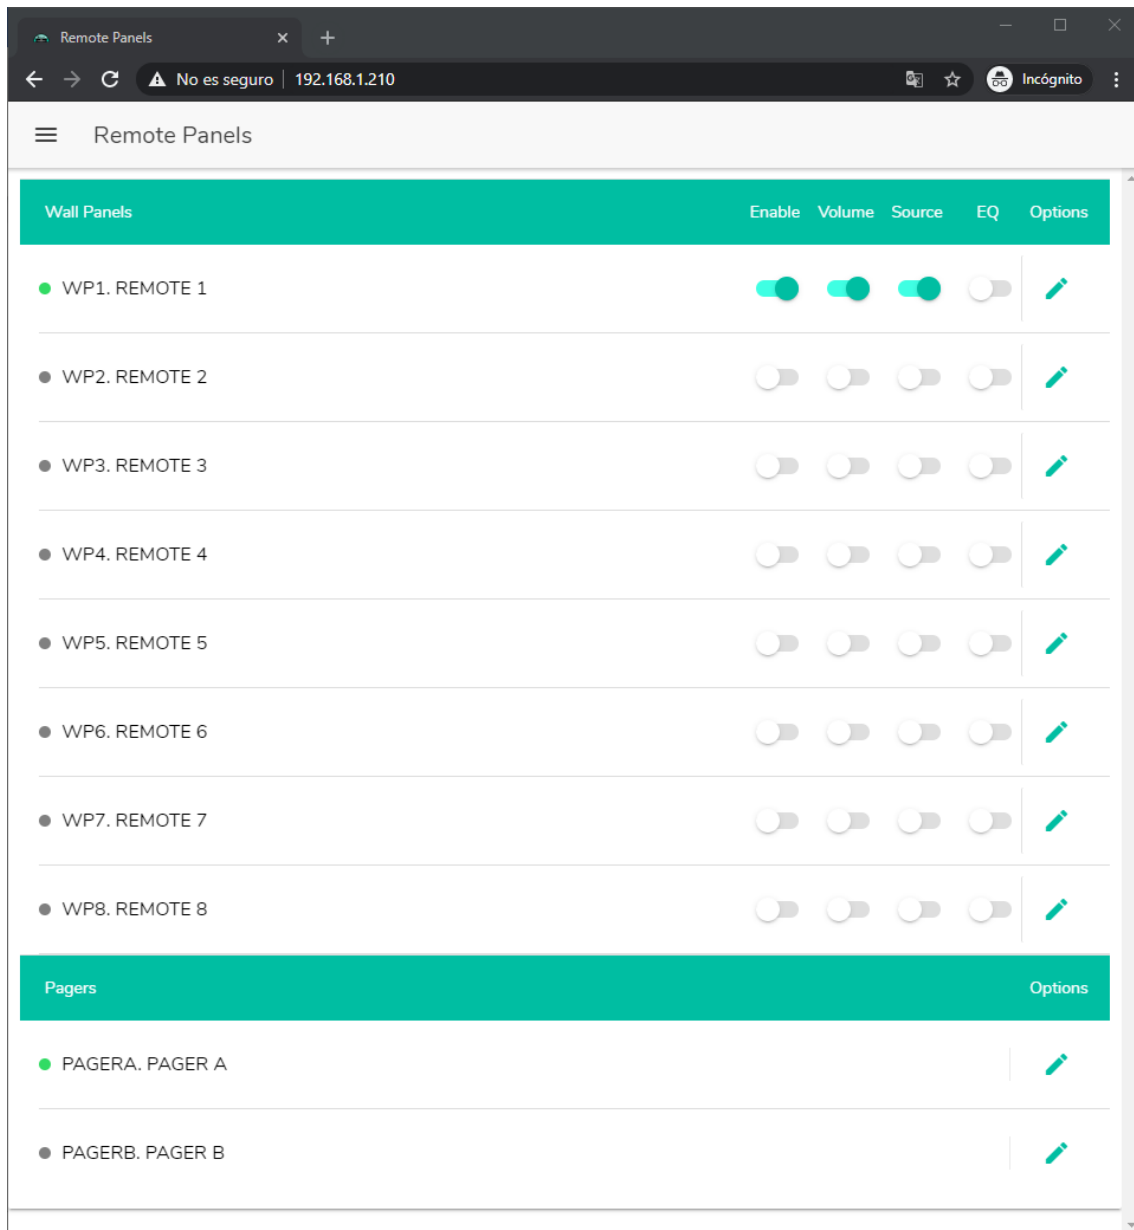 Remote Panels
No es seguro 192.168.1.210 Incógnito
Remote Panels
Wall Panels Enable Volume Source EQ Options
WP1. REMOTE 1
WP2. REMOTE 2
WP3. REMOTE 3
WP4. REMOTE 4
WP5. REMOTE 5
WP6. REMOTE 6
WP7. REMOTE 7
WP8. REMOTE 8
Pagers Options
PAGERA. PAGER A
PAGERB. PAGER B